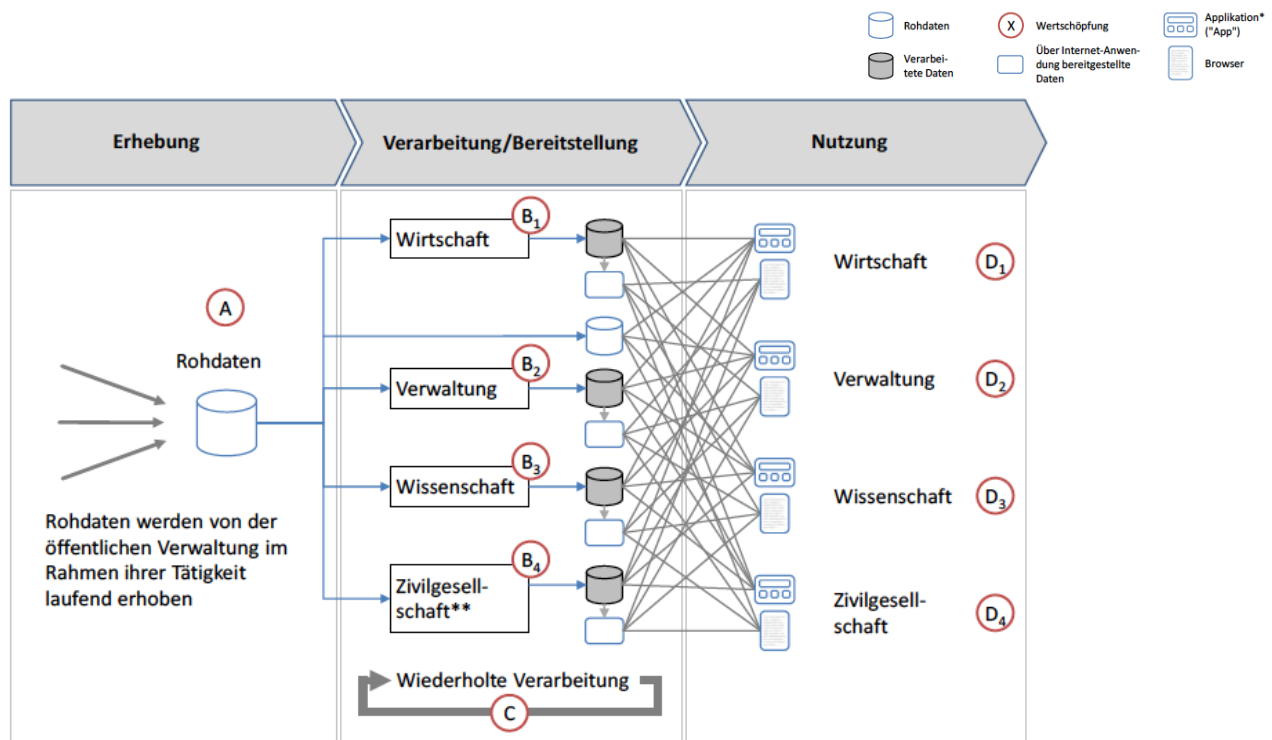 Rohdaten
X
Wertschöpfung
Applikation*
("App")
Verarbei-
tete Daten
Über Internet-Anwen-
dung bereitgestellte
Daten
Browser
Erhebung
Verarbeitung/Bereitstellung
Nutzung
A
Rohdaten
Rohdaten werden von der
öffentlichen Verwaltung im
Rahmen ihrer Tätigkeit
laufend erhoben
Wirtschaft
B1
Verwaltung
B2
Wissenschaft
B3
Zivilgesell-
schaft**
B4
Wiederholte Verarbeitung
C
Wirtschaft
D1
Verwaltung
D2
Wissenschaft
D3
Zivilgesell-
schaft
D4